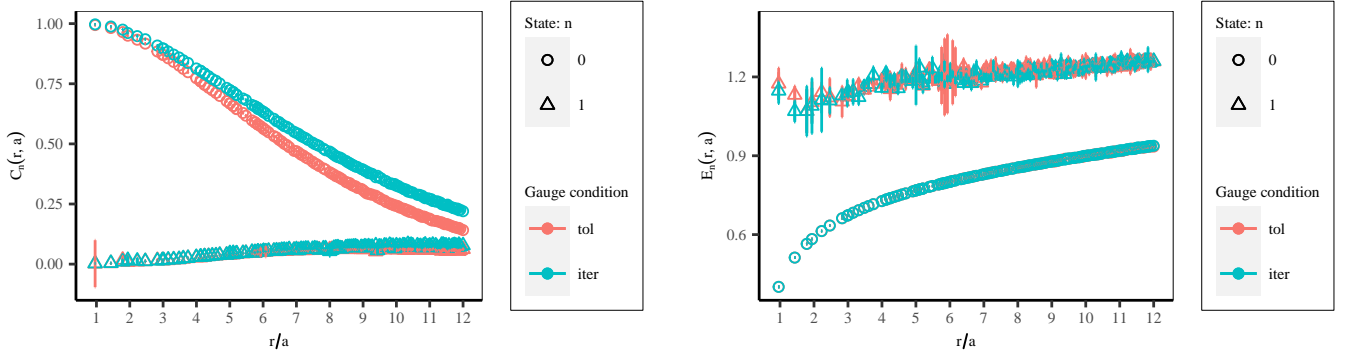 1.00
0.75
0.50
0.25
0.00
Cn(r, a)
1 2 3 4 5 6 7 8 9 10 11 12
r/a
State: n
0
1
Gauge condition
tol
iter
1.2
0.9
0.6
En(r, a)
1 2 3 4 5 6 7 8 9 10 11 12
r/a
State: n
0
1
Gauge condition
tol
iter